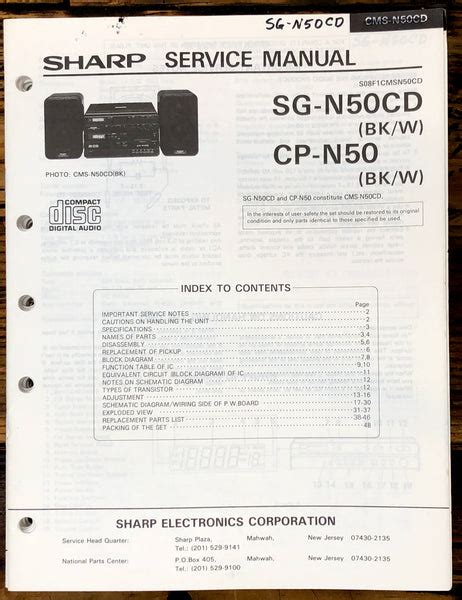 SG-N50CD
CMS-N50CD
SHARP SERVICE MANUAL
S08F1CMSN50CD
SG-N50CD
(BK/W)
CP-N50
(BK/W)
PHOTO: CMS-N50CD(BK)
SG-N50CD and CP-N50 constitute CMS-N50CD.
COMPACT
disc
DIGITAL AUDIO
In the interests of user-safety the set should be restored to its original
condition and only parts identical to those specified be used.
INDEX TO CONTENTS
Page
IMPORTANT SERVICE NOTES 2
CAUTIONS ON HANDLING THE UNIT 2
SPECIFICATIONS 3
NAMES OF PARTS 3,4
DISASSEMBLY 5,6
REPLACEMENT OF PICKUP 6
BLOCK DIAGRAM 7,8
FUNCTION TABLE OF IC 9,10
EQUIVALENT CIRCUIT (BLOCK DIAGRAM) OF IC 11
NOTES ON SCHEMATIC DIAGRAM 12
TYPES OF TRANSISTOR 12
ADJUSTMENT 13-16
SCHEMATIC DIAGRAM/WIRING SIDE OF P.W.BOARD 17-30
EXPLODED VIEW 31-37
REPLACEMENT PARTS LIST 38-46
PACKING OF THE SET 48
SHARP ELECTRONICS CORPORATION
Service Head Quarter: Sharp Plaza, Mahwah, New Jersey 07430-2135
Tel.: (201) 529-9141
National Parts Center: P.O.Box 405, Mahwah, New Jersey 07430-2135
Tel.: (201) 529-9100